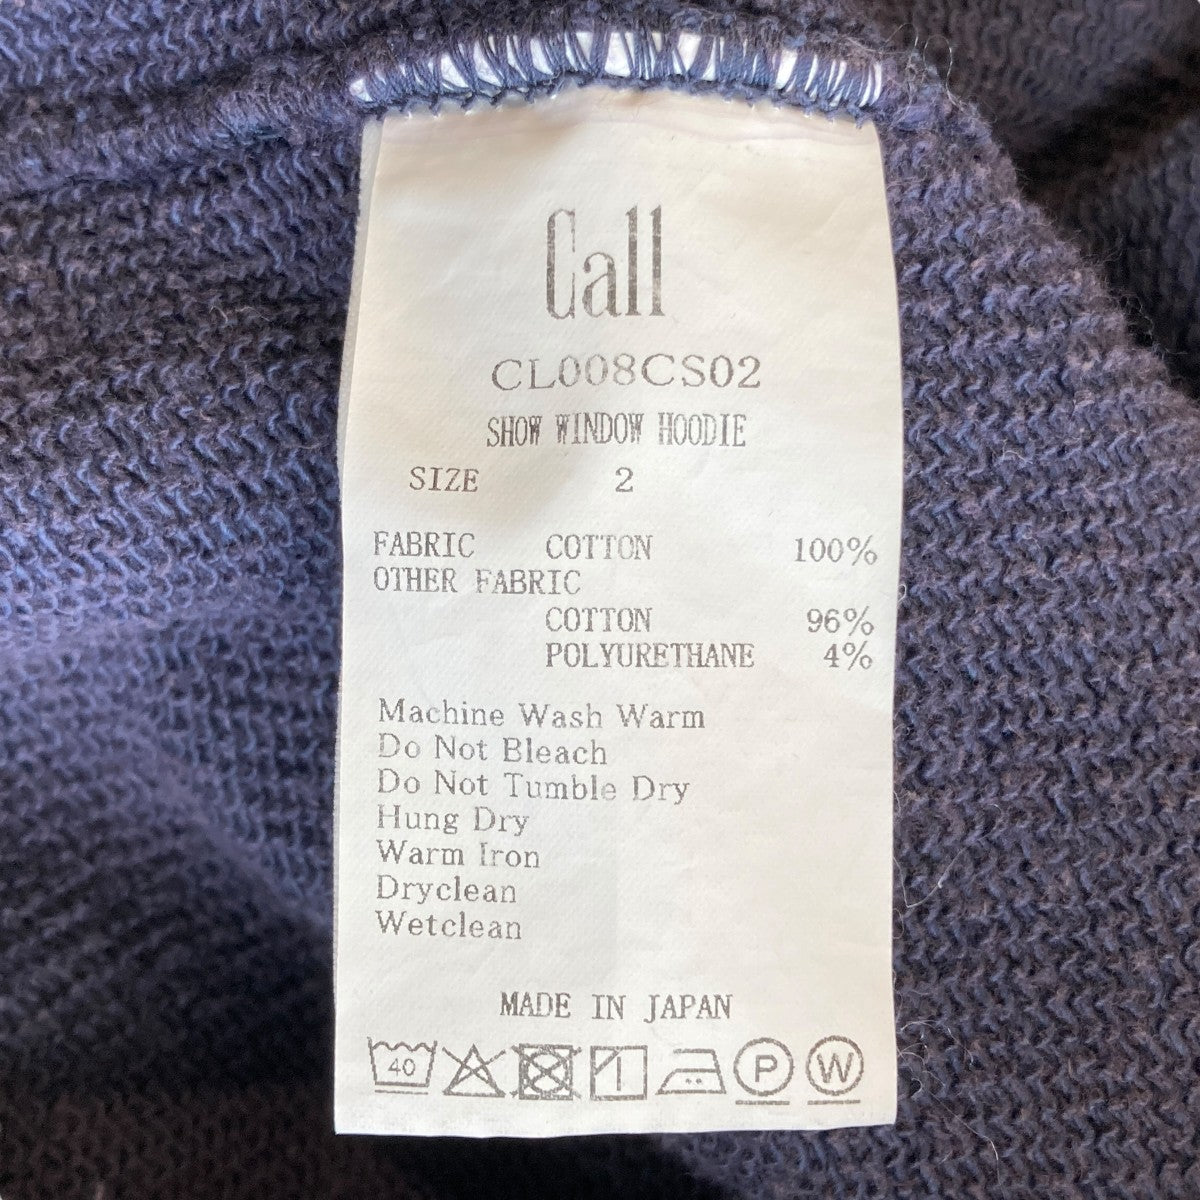 Call
CL008CS02
SHOW WINDOW HOODIE
SIZE 2
FABRIC COTTON 100%
OTHER FABRIC
COTTON 96%
POLYURETHANE 4%
Machine Wash Warm
Do Not Bleach
Do Not Tumble Dry
Hung Dry
Warm Iron
Dryclean
Wetclean
MADE IN JAPAN
40 P W